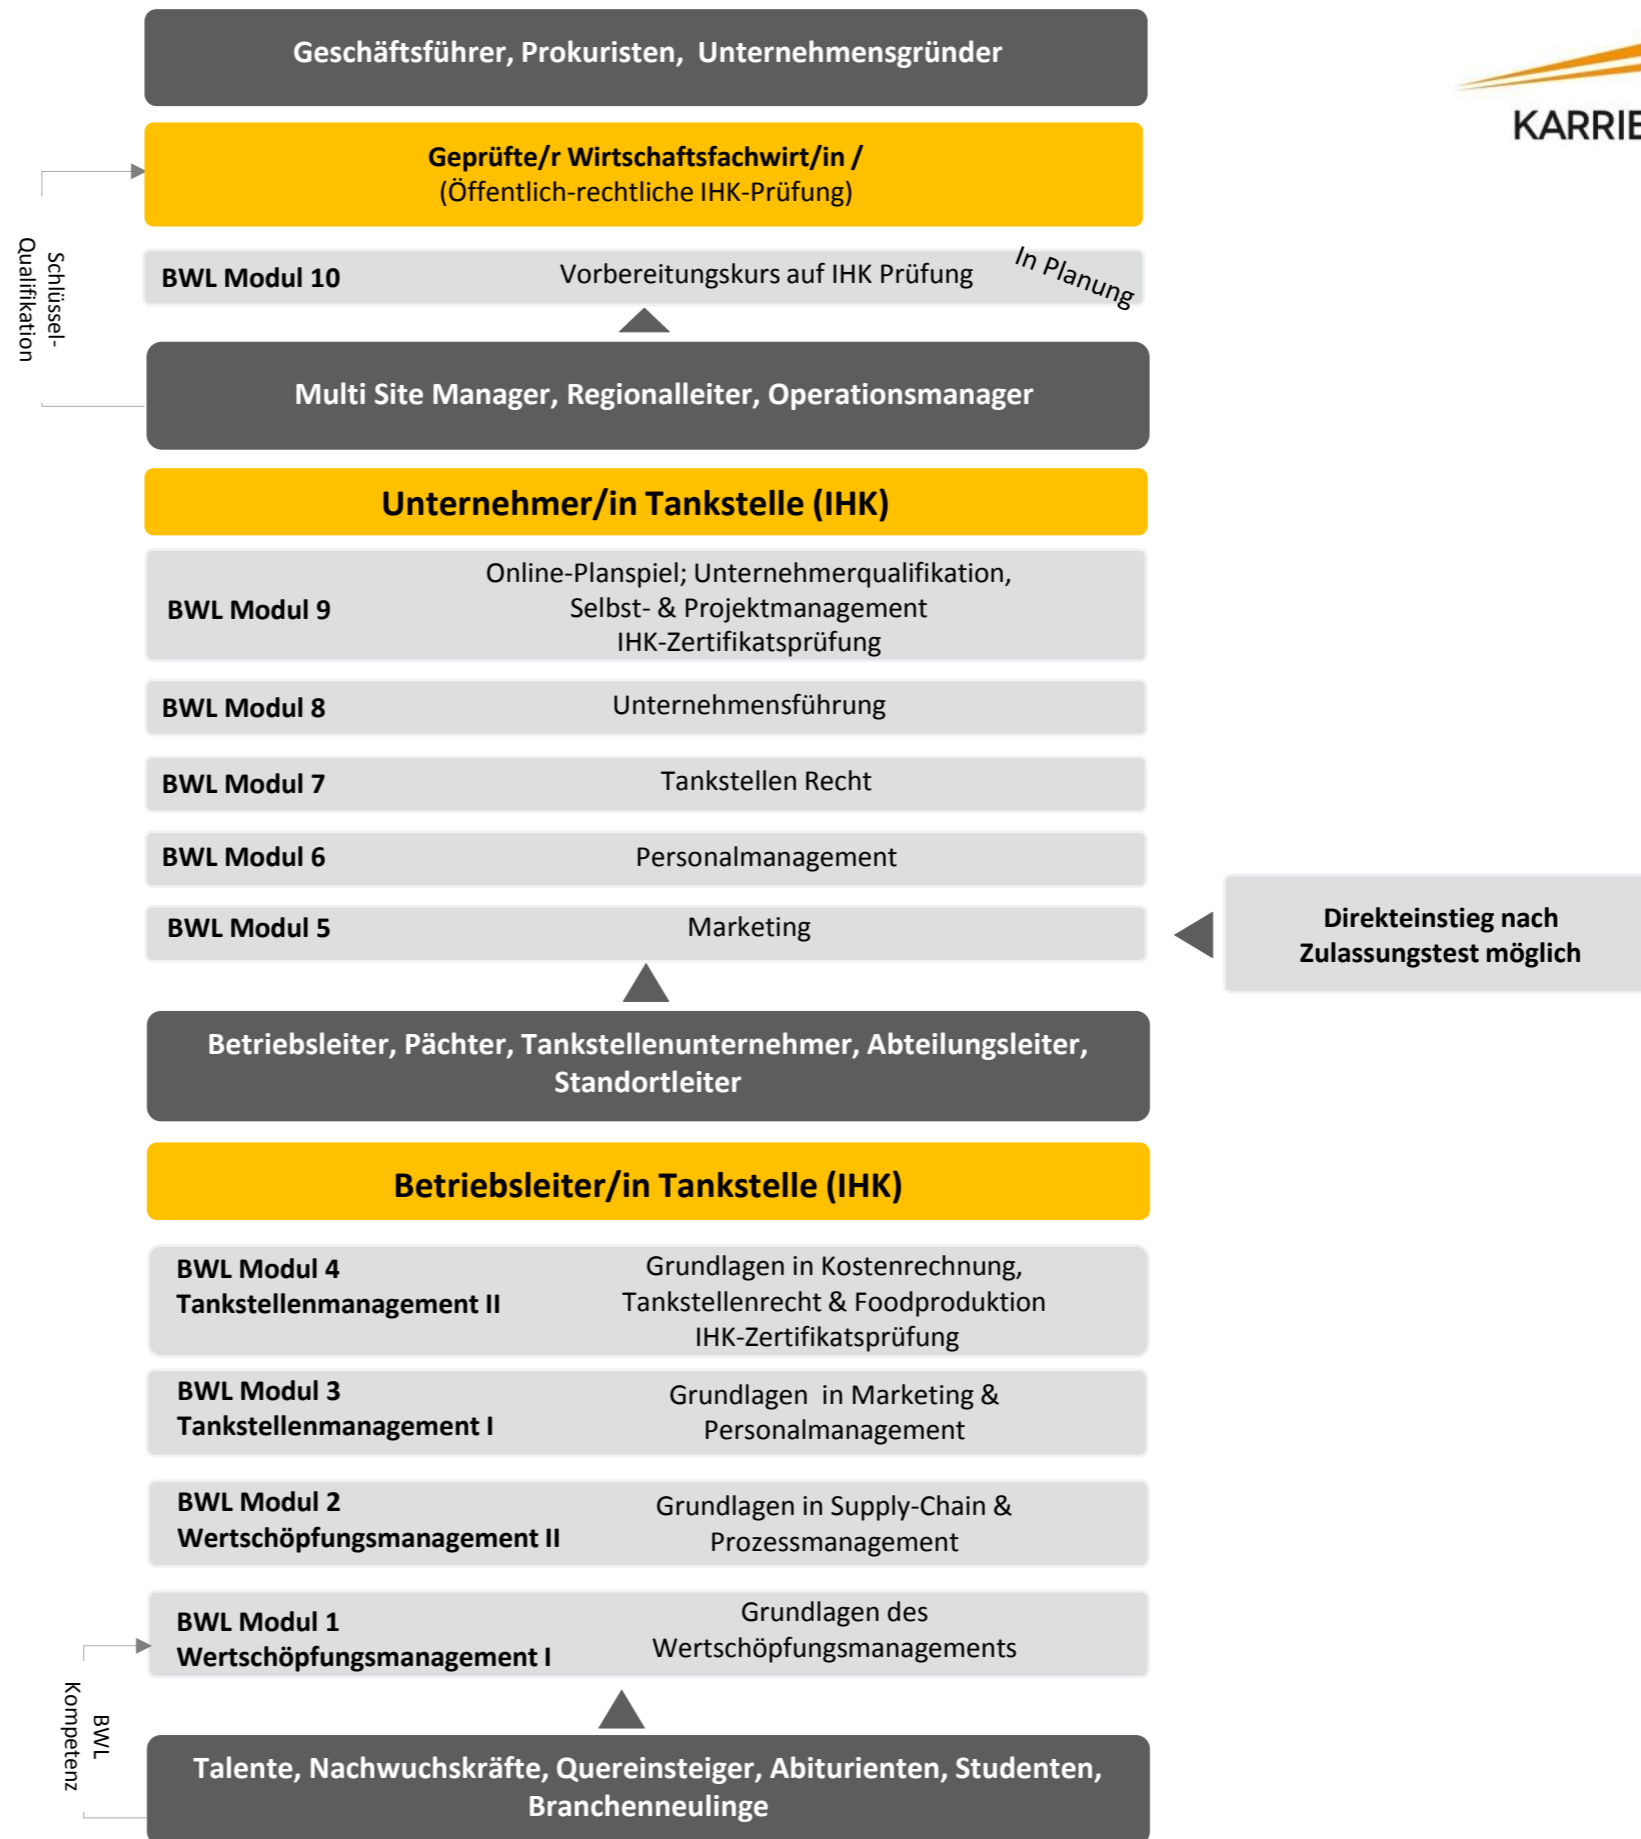 Geschäftsführer, Prokuristen, Unternehmensgründer
Geprüfte/r Wirtschaftsfachwirt/in /
(Öffentlich-rechtliche IHK-Prüfung)
Schlüssel-
Qualifikation
BWL Modul 10
Vorbereitungskurs auf IHK Prüfung
In Planung
Multi Site Manager, Regionalleiter, Operationsmanager
Unternehmer/in Tankstelle (IHK)
BWL Modul 9
Online-Planspiel; Unternehmerqualifikation,
Selbst- & Projektmanagement
IHK-Zertifikatsprüfung
BWL Modul 8
Unternehmensführung
BWL Modul 7
Tankstellen Recht
BWL Modul 6
Personalmanagement
BWL Modul 5
Marketing
Direkteinstieg nach
Zulassungstest möglich
Betriebsleiter, Pächter, Tankstellenunternehmer, Abteilungsleiter,
Standortleiter
Betriebsleiter/in Tankstelle (IHK)
BWL Modul 4
Tankstellenmanagement II
Grundlagen in Kostenrechnung,
Tankstellenrecht & Foodproduktion
IHK-Zertifikatsprüfung
BWL Modul 3
Tankstellenmanagement I
Grundlagen in Marketing &
Personalmanagement
BWL Modul 2
Wertschöpfungsmanagement II
Grundlagen in Supply-Chain &
Prozessmanagement
BWL Modul 1
Wertschöpfungsmanagement I
Grundlagen des
Wertschöpfungsmanagements
BWL
Kompetenz
Talente, Nachwuchskräfte, Quereinsteiger, Abiturienten, Studenten,
Branchenneulinge